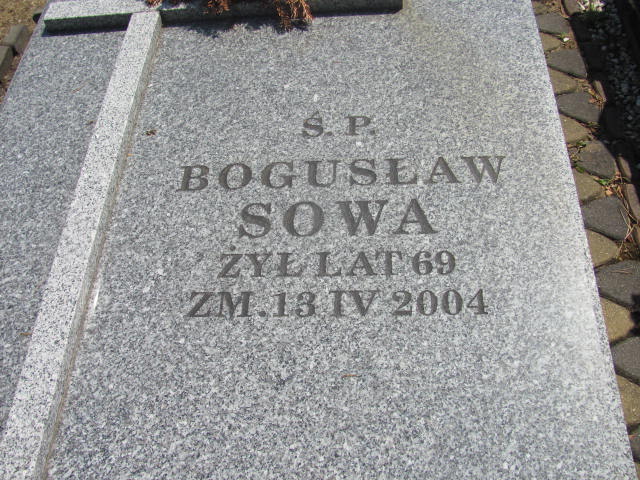 Ś. P.
BOGUSŁAW
SOWA
ŻYŁ LAT 69
ZM. 13 IV 2004